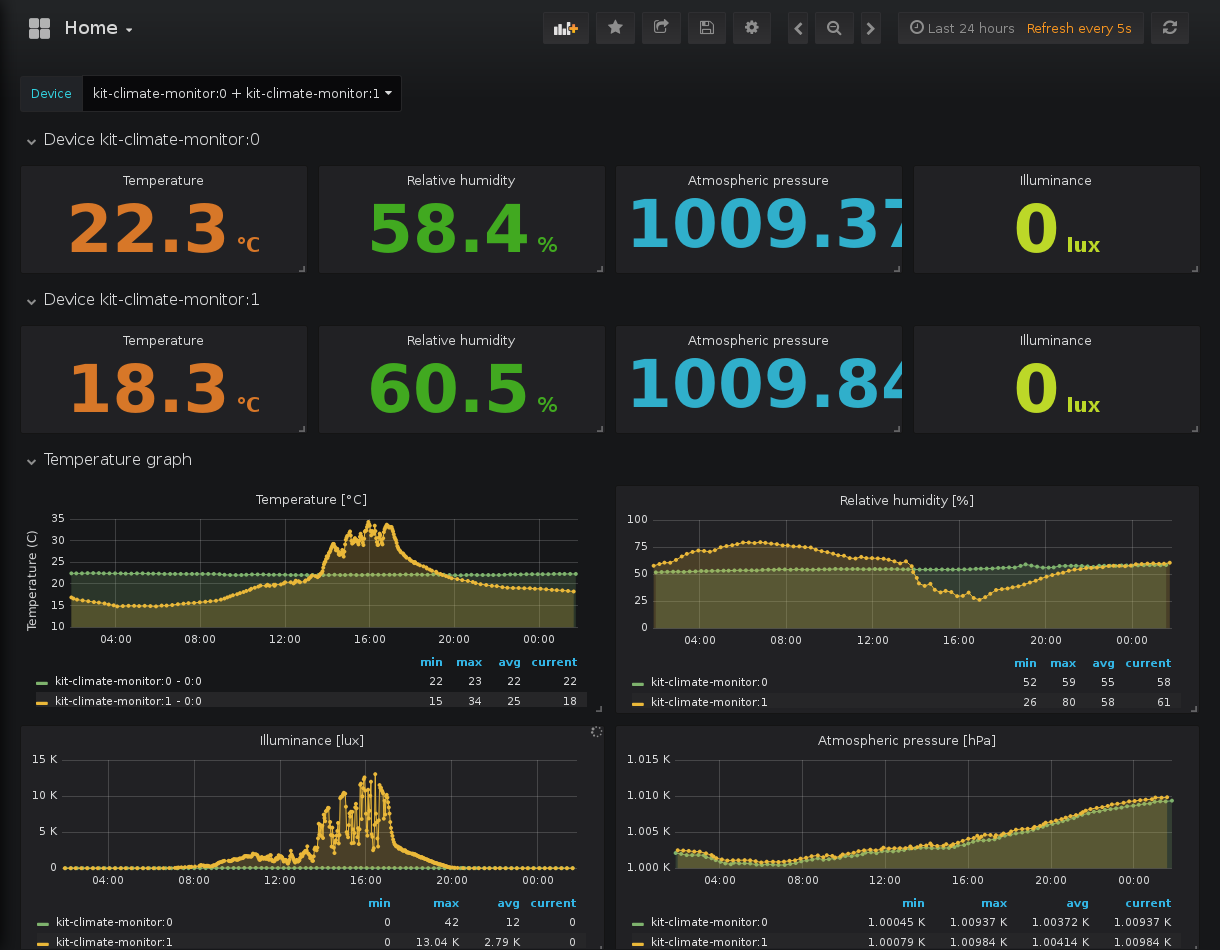 Home
Last 24 hours Refresh every 5s
Device kit-climate-monitor:0 + kit-climate-monitor:1
Device kit-climate-monitor:0
Temperature Relative humidity Atmospheric pressure Illuminance
22.3 °C 58.4 % 1009.37 0 lux
Device kit-climate-monitor:1
Temperature Relative humidity Atmospheric pressure Illuminance
18.3 °C 60.5 % 1009.84 0 lux
Temperature graph
Temperature [°C]
Temperature (C)
35
30
25
20
15
10
04:00 08:00 12:00 16:00 20:00 00:00
min max avg current
kit-climate-monitor:0 - 0:0 22 23 22 22
kit-climate-monitor:1 - 0:0 15 34 25 18
Relative humidity [%]
100
75
50
25
0
04:00 08:00 12:00 16:00 20:00 00:00
min max avg current
kit-climate-monitor:0 52 59 55 58
kit-climate-monitor:1 26 80 58 61
Illuminance [lux]
15 K
10 K
5 K
0
04:00 08:00 12:00 16:00 20:00 00:00
min max avg current
kit-climate-monitor:0 0 42 12 0
kit-climate-monitor:1 0 13.04 K 2.79 K 0
Atmospheric pressure [hPa]
1.015 K
1.010 K
1.005 K
1.000 K
04:00 08:00 12:00 16:00 20:00 00:00
min max avg current
kit-climate-monitor:0 1.00045 K 1.00937 K 1.00372 K 1.00937 K
kit-climate-monitor:1 1.00079 K 1.00984 K 1.00414 K 1.00984 K